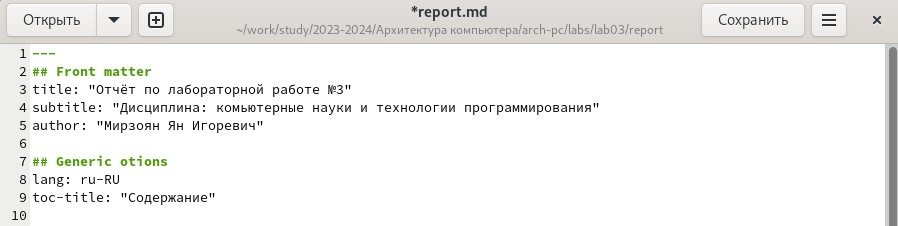 Открыть
*report.md
~/work/study/2023-2024/Архитектура компьютера/arch-pc/labs/lab03/report
Сохранить
1 ---
2 ## Front matter
3 title: "Отчёт по лабораторной работе №3"
4 subtitle: "Дисциплина: комьютерные науки и технологии программирования"
5 author: "Мирзоян Ян Игоревич"
6
7 ## Generic otions
8 lang: ru-RU
9 toc-title: "Содержание"
10